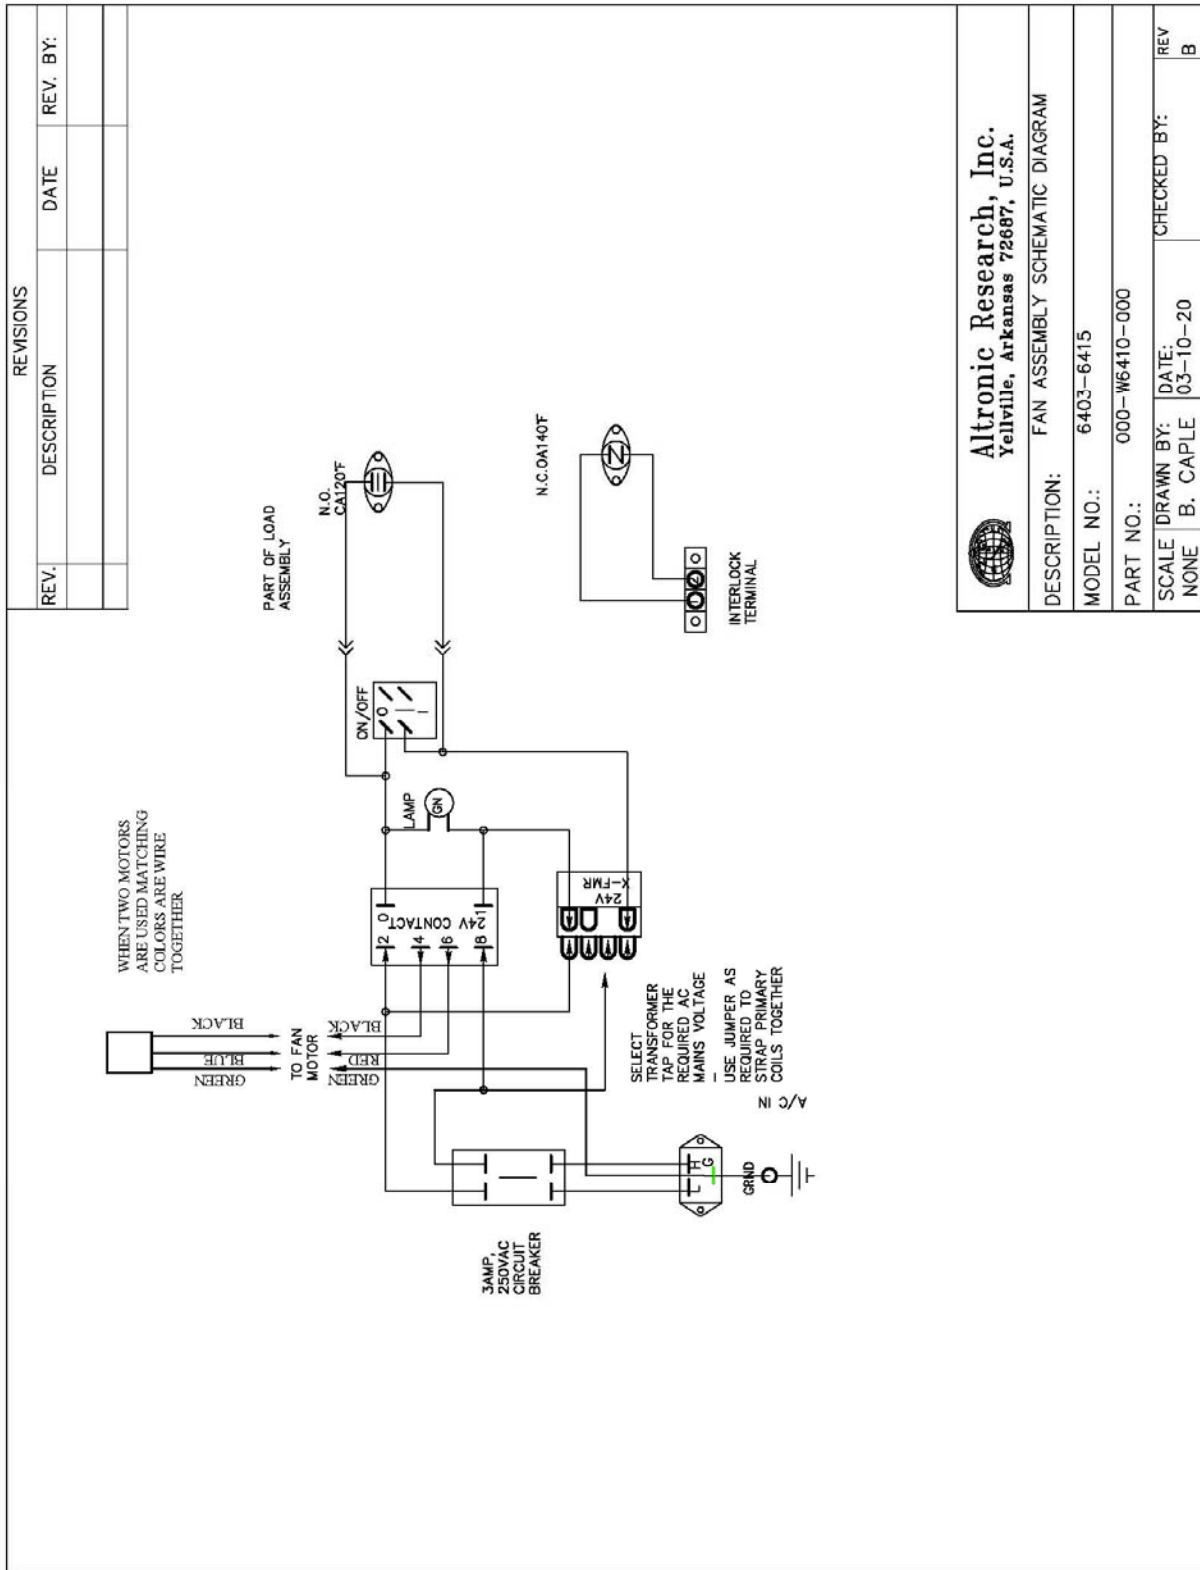 REVISIONS
REV. DESCRIPTION DATE REV. BY:
WHEN TWO MOTORS
ARE USED MATCHING
COLORS ARE WIRE
TOGETHER
GREEN
BLUE
BLACK
TO FAN
MOTOR
GREEN
RED
BLACK
PART OF LOAD
ASSEMBLY
N.O.
CA120°F
ON/OFF
0
I
LAMP
GN
24V CONTACT
0
1
2
4
6
8
24V
X-FMR
N.C.OA140°F
INTERLOCK
TERMINAL
1 2
SELECT
TRANSFORMER
TAP FOR THE
REQUIRED AC
MAINS VOLTAGE
–
USE JUMPER AS
REQUIRED TO
STRAP PRIMARY
COILS TOGETHER
3AMP,
250VAC
CIRCUIT
BREAKER
A/C IN
L
G
H
GRND
Altronic Research, Inc.
Yellville, Arkansas 72687, U.S.A.
DESCRIPTION: FAN ASSEMBLY SCHEMATIC DIAGRAM
MODEL NO.: 6403-6415
PART NO.: 000-W6410-000
SCALE DRAWN BY: DATE: CHECKED BY: REV
NONE B. CAPLE 03-10-20 B